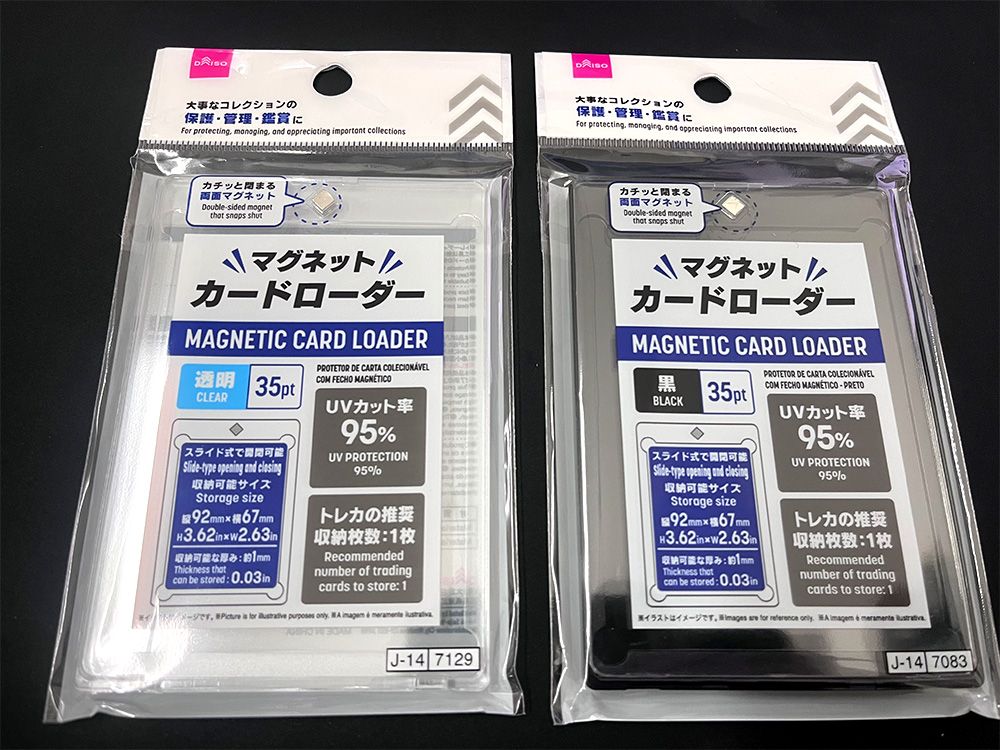 DAISO
大事なコレクションの
保護・管理・鑑賞に
For protecting, managing, and appreciating important collections
カチッと閉まる
両面マグネット
Double-sided magnet
that snaps shut
マグネット
カードローダー
MAGNETIC CARD LOADER
透明
CLEAR
35pt
PROTETOR DE CARTA COLECIONÁVEL
COM FECHO MAGNÉTICO
UVカット率
95%
UV PROTECTION
95%
スライド式で開閉可能
Slide-type opening and closing
収納可能サイズ
Storage size
縦92mm×横67mm
H3.62in×W2.63in
収納可能な厚み:約1mm
Thickness that
can be stored : 0.03in
トレカの推奨
収納枚数:1枚
Recommended
number of trading
cards to store: 1
メージです。※Picture is for illustrative purposes only. ※A imagem é meramente ilustrativa.
J-14 7129
DAISO
大事なコレクションの
保護・管理・鑑賞に
For protecting, managing, and appreciating important collections
カチッと閉まる
両面マグネット
Double-sided magnet
that snaps shut
マグネット
カードローダー
MAGNETIC CARD LOADER
黒
BLACK
35pt
PROTETOR DE CARTA COLECIONÁVEL
COM FECHO MAGNÉTICO - PRETO
UVカット率
95%
UV PROTECTION
95%
スライド式で開閉可能
Slide-type opening and closing
収納可能サイズ
Storage size
縦92mm×横67mm
H3.62in×W2.63in
収納可能な厚み:約1mm
Thickness that
can be stored : 0.03in
トレカの推奨
収納枚数:1枚
Recommended
number of trading
cards to store: 1
※イラストはイメージです。※Images are for reference only. ※A imagem é meramente ilustrativa.
J-14 7083